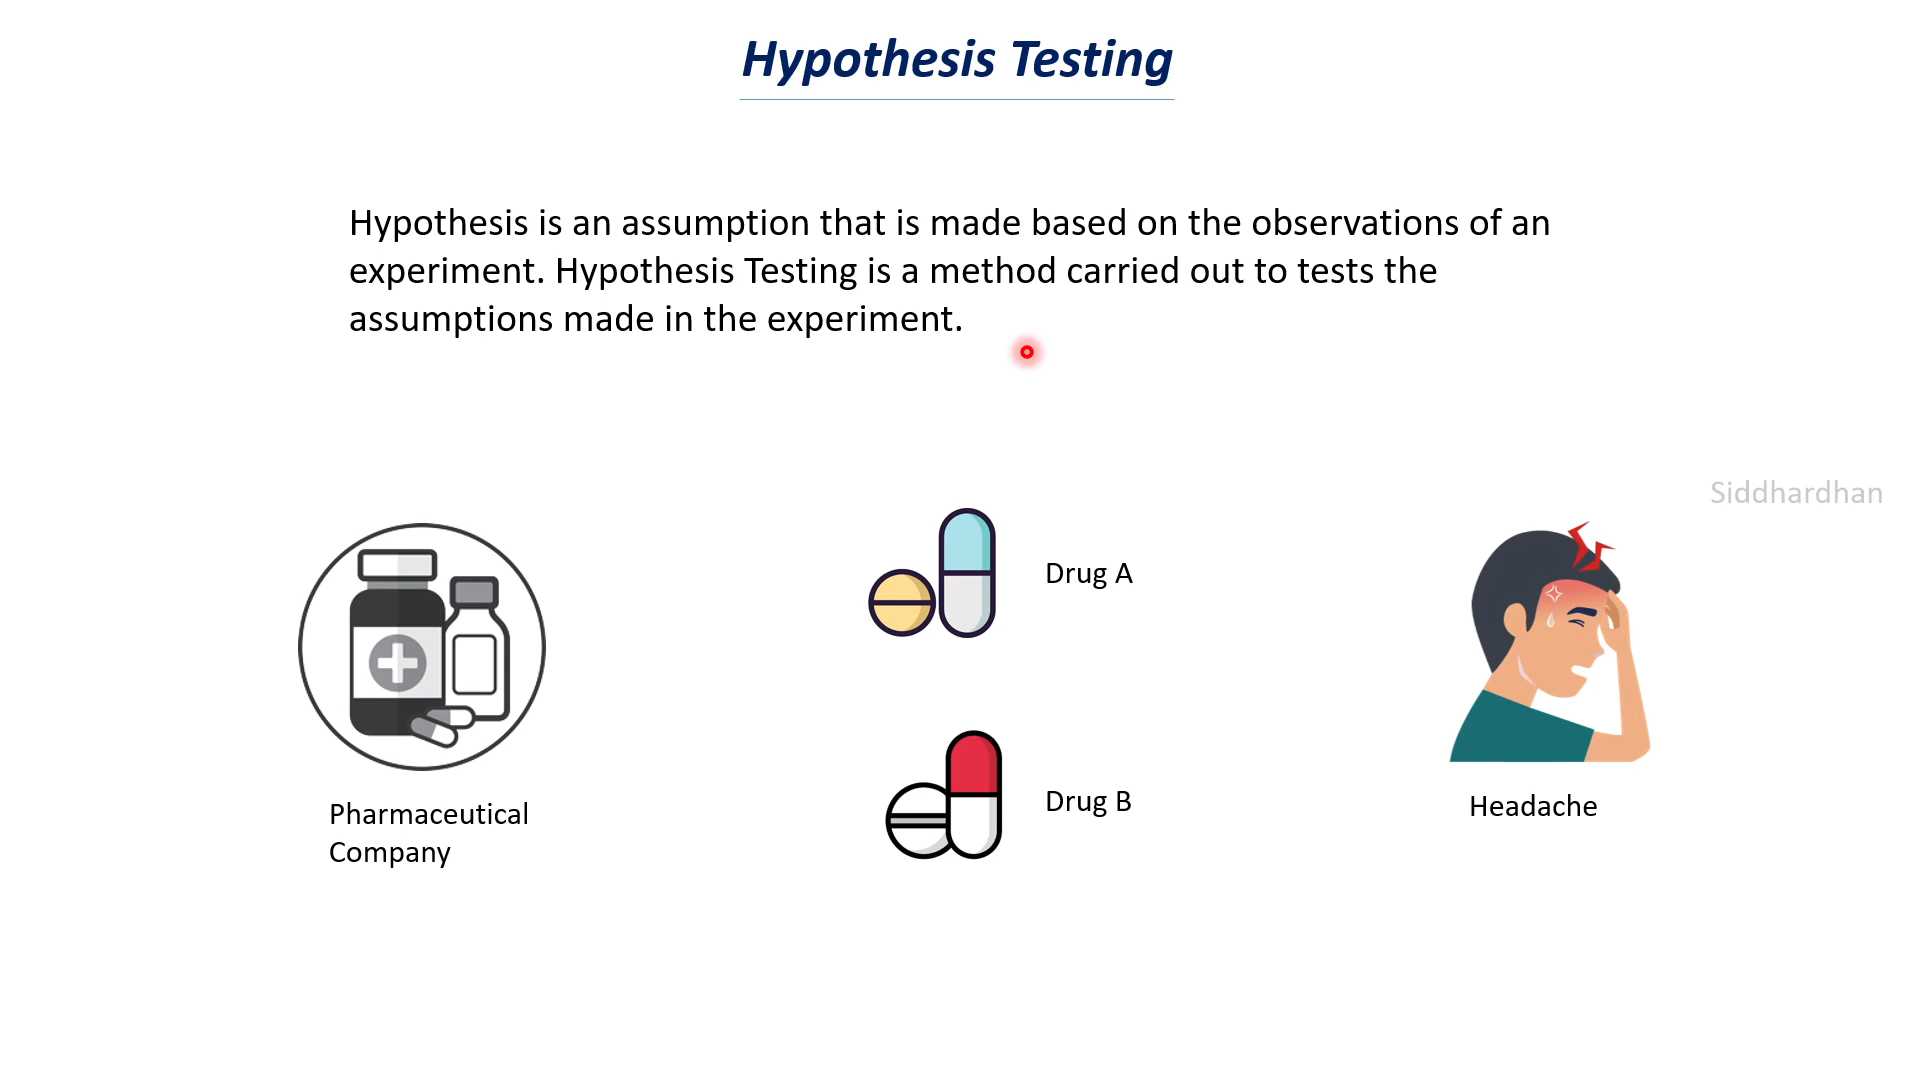 Hypothesis Testing
Hypothesis is an assumption that is made based on the observations of an
experiment. Hypothesis Testing is a method carried out to tests the
assumptions made in the experiment.
Siddhardhan
Drug A
Drug B
Pharmaceutical
Company
Headache